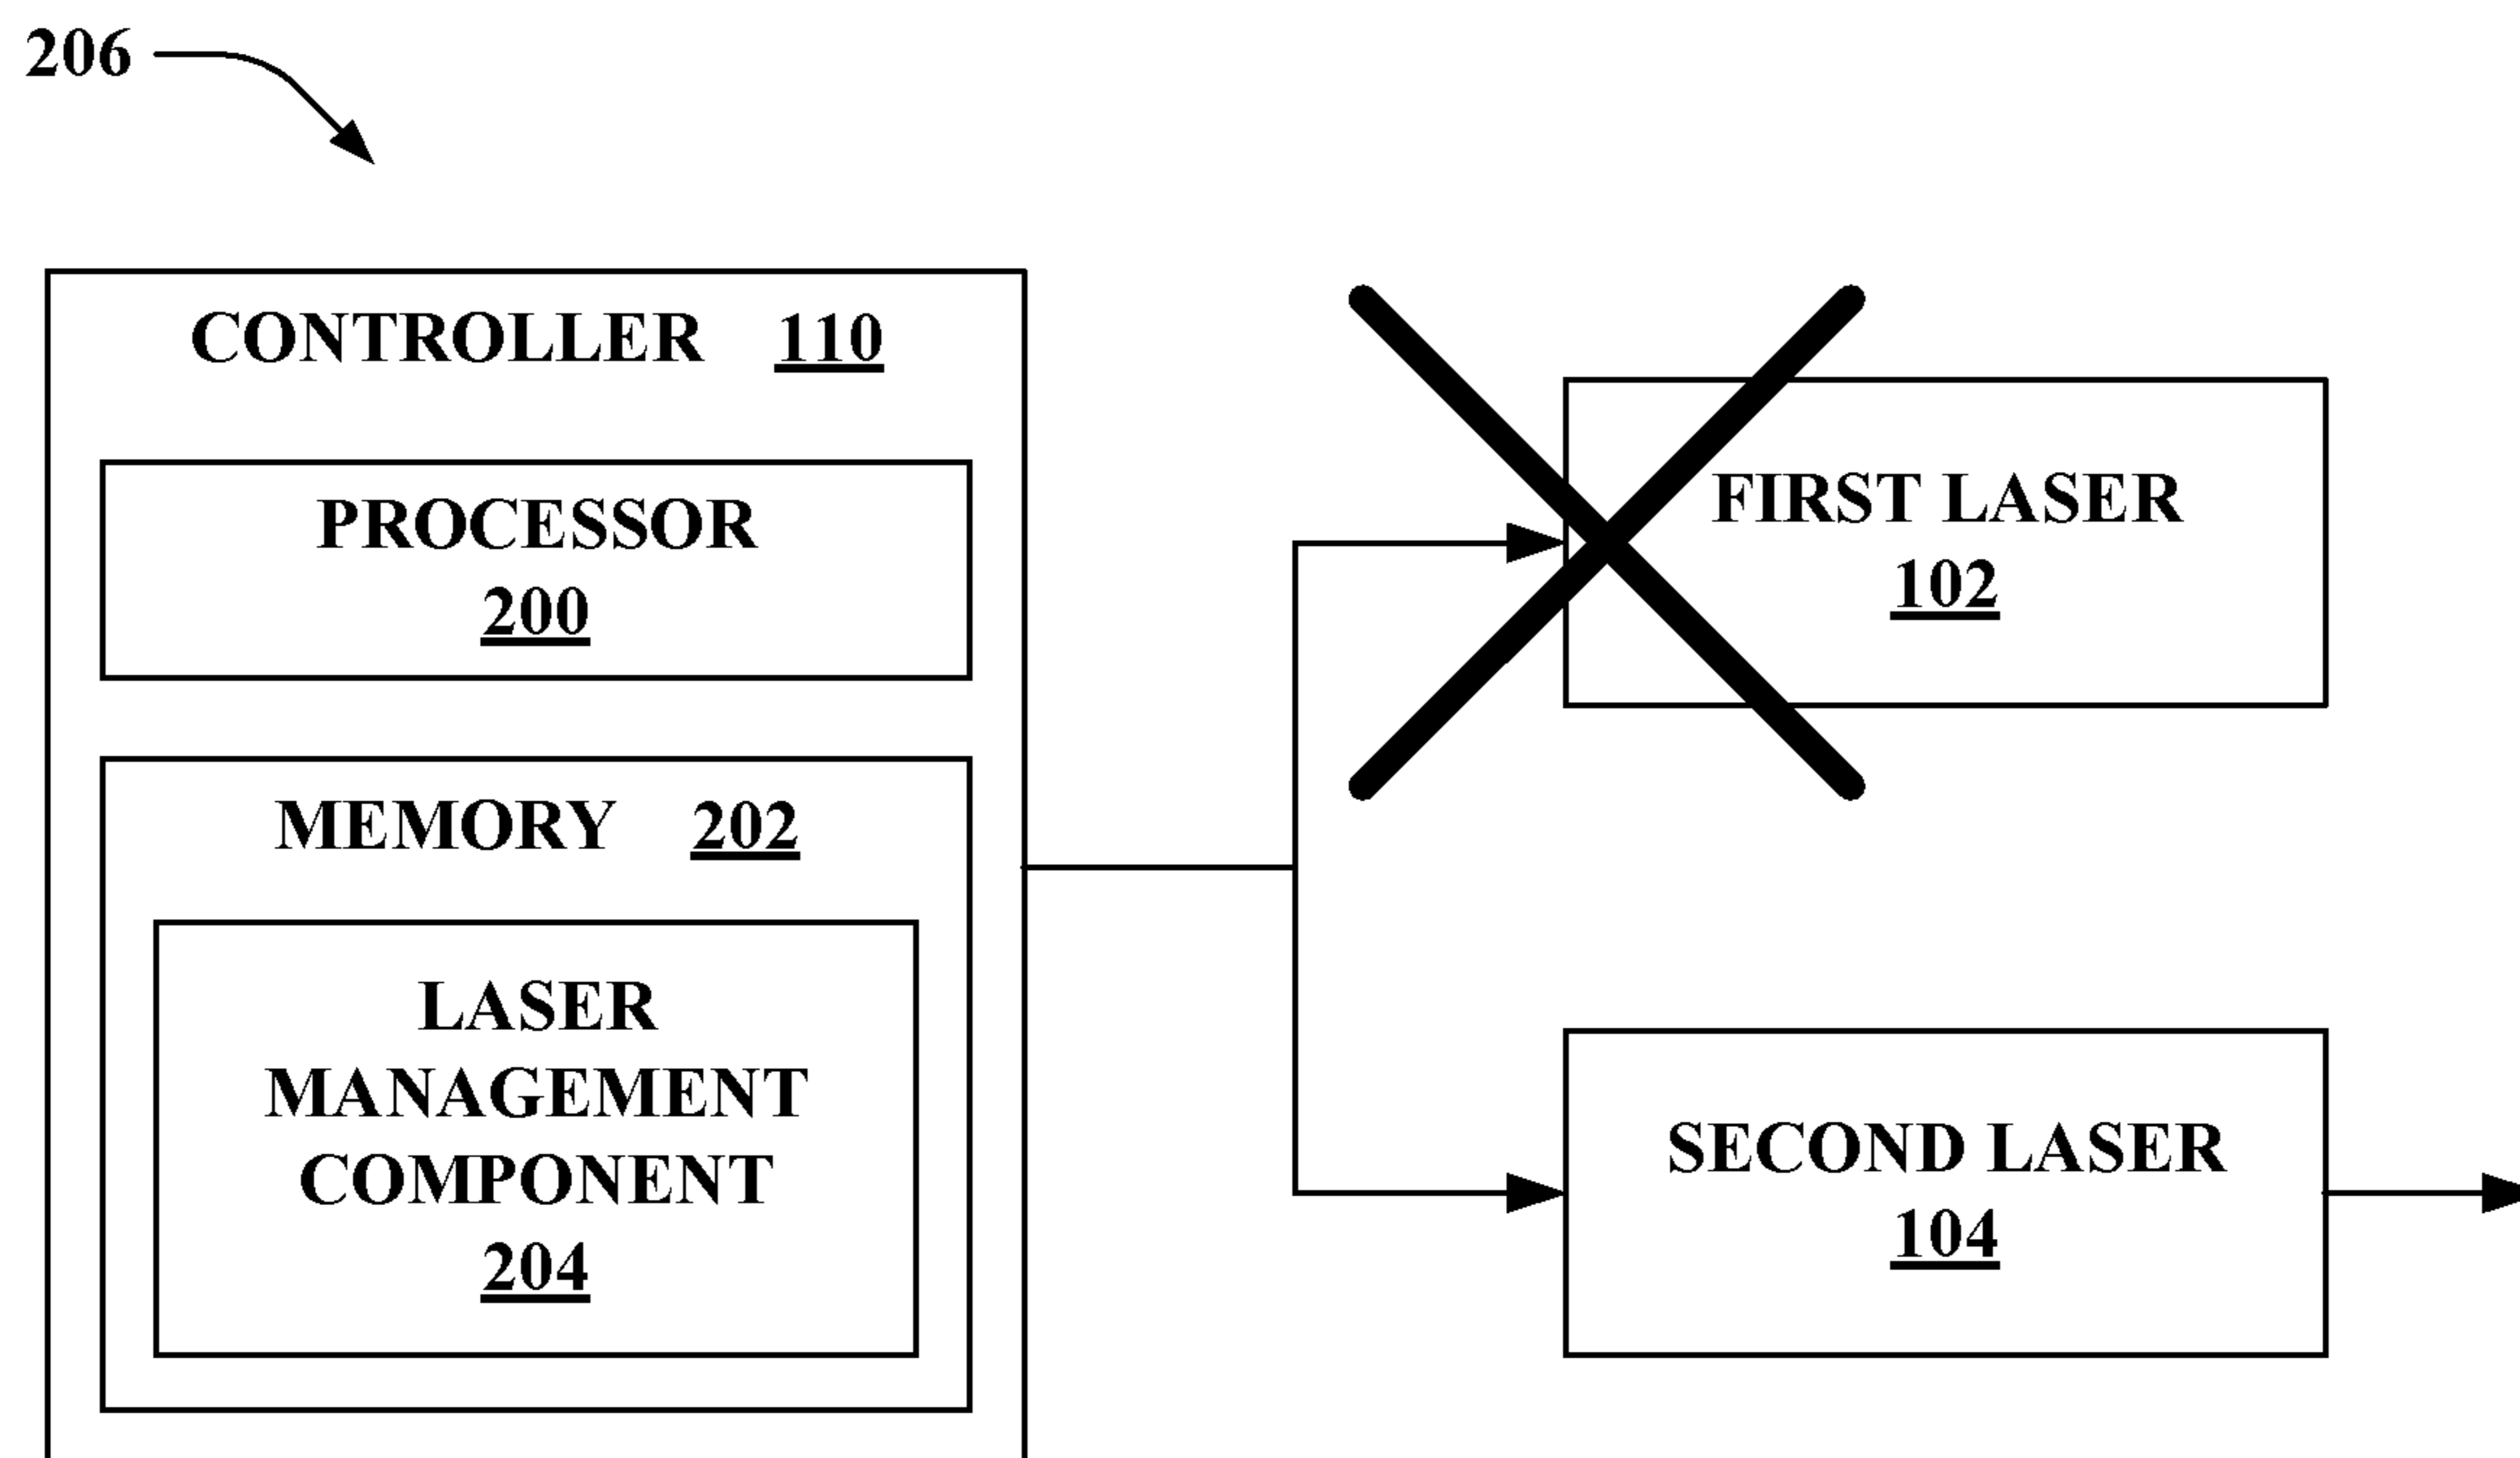 206
CONTROLLER 110
PROCESSOR
200
MEMORY 202
LASER
MANAGEMENT
COMPONENT
204
FIRST LASER
102
SECOND LASER
104